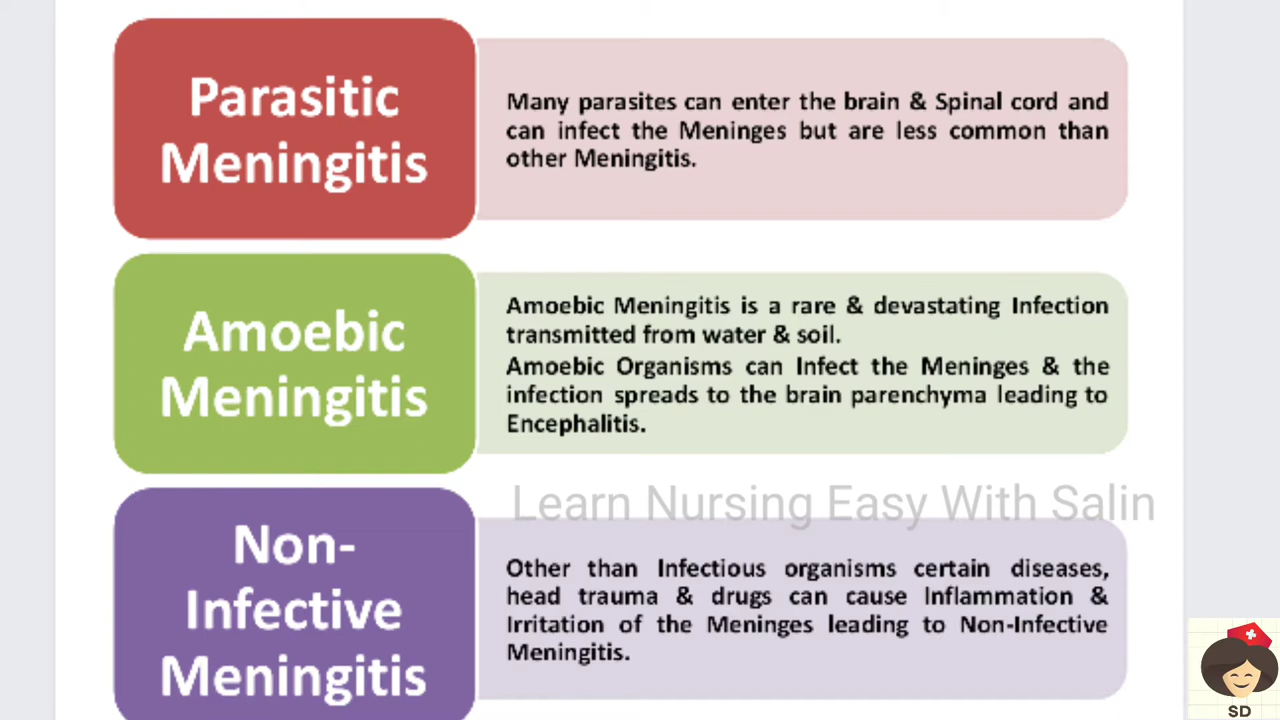 Parasitic
Meningitis
Many parasites can enter the brain & Spinal cord and
can infect the Meninges but are less common than
other Meningitis.
Amoebic
Meningitis
Amoebic Meningitis is a rare & devastating Infection
transmitted from water & soil.
Amoebic Organisms can Infect the Meninges & the
infection spreads to the brain parenchyma leading to
Encephalitis.
Learn Nursing Easy With Salin
Non-
Infective
Meningitis
Other than Infectious organisms certain diseases,
head trauma & drugs can cause Inflammation &
Irritation of the Meninges leading to Non-Infective
Meningitis.
SD